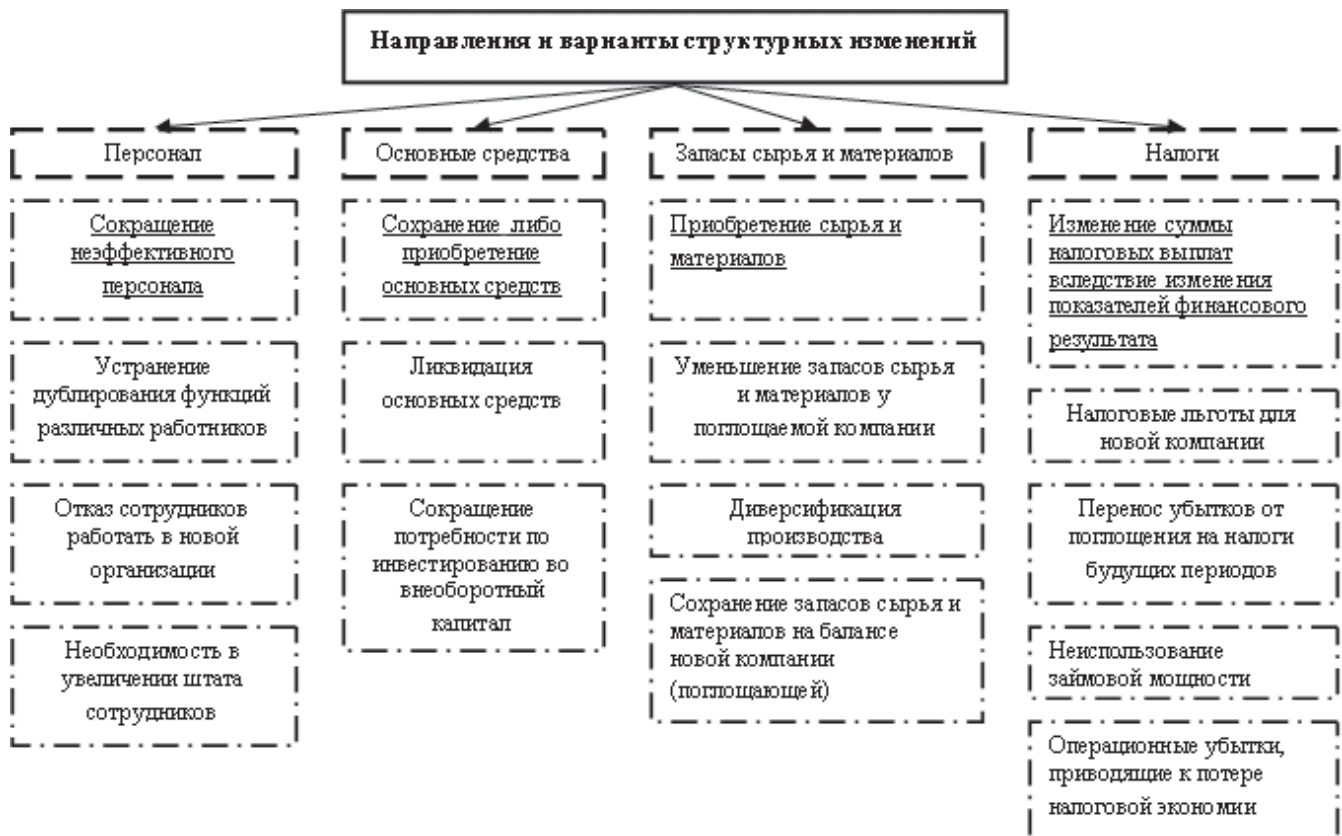 Направления и варианты структурных изменений
Персонал
Сокращение
неэффективного
персонала
Устранение
дублирования функций
различных работников
Отказ сотрудников
работать в новой
организации
Необходимость в
увеличении штата
сотрудников
Основные средства
Сохранение либо
приобретение
основных средств
Ликвидация
основных средств
Сокращение
потребности по
инвестированию во
внеоборотный
капитал
Запасы сырья и материалов
Приобретение сырья и
материалов
Уменьшение запасов сырья
и материалов у
поглощаемой компании
Диверсификация
производства
Сохранение запасов сырья и
материалов на балансе
новой компании
(поглощающей)
Налоги
Изменение суммы
налоговых выплат
вследствие изменения
показателей финансового
результата
Налоговые льготы для
новой компании
Перенос убытков от
поглощения на налоги
будущих периодов
Неиспользование
займовой мощности
Операционные убытки,
приводящие к потере
налоговой экономии